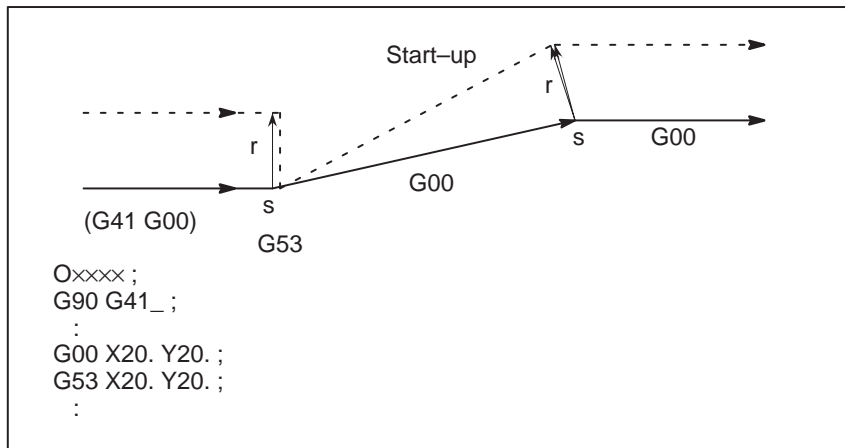 Start–up
r
r
s
G00
G00
s
(G41 G00)
G53
O×××× ;
G90 G41_ ;
:
G00 X20. Y20. ;
G53 X20. Y20. ;
: